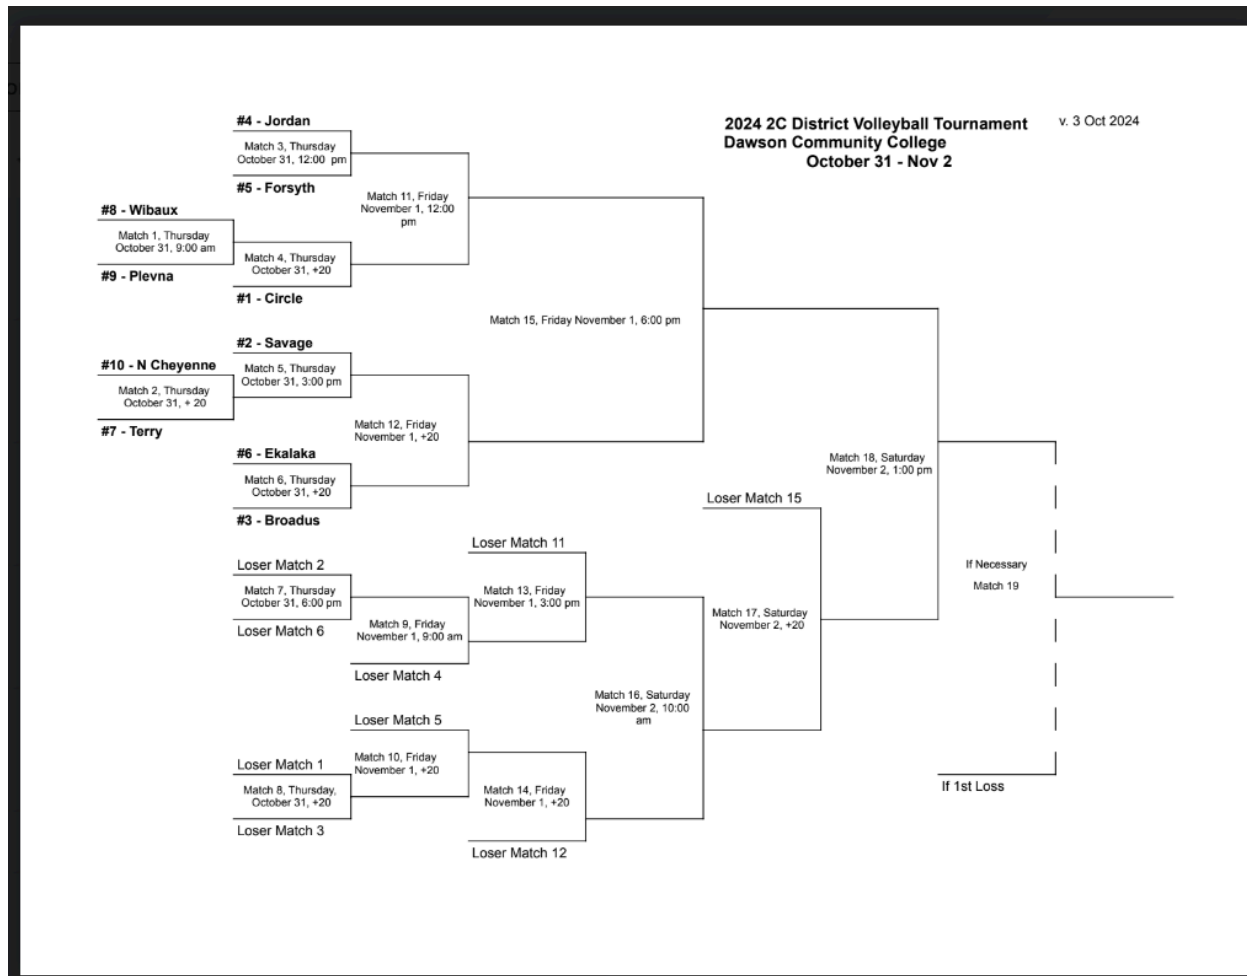 2024 2C District Volleyball Tournament
Dawson Community College
October 31 - Nov 2
v. 3 Oct 2024
#4 - Jordan
Match 3, Thursday
October 31, 12:00 pm
#5 - Forsyth
Match 11, Friday
November 1, 12:00
pm
#8 - Wibaux
Match 1, Thursday
October 31, 9:00 am
#9 - Plevna
Match 4, Thursday
October 31, +20
#1 - Circle
Match 15, Friday November 1, 6:00 pm
#2 - Savage
Match 5, Thursday
October 31, 3:00 pm
#10 - N Cheyenne
Match 2, Thursday
October 31, + 20
#7 - Terry
Match 12, Friday
November 1, +20
#6 - Ekalaka
Match 6, Thursday
October 31, +20
#3 - Broadus
Match 18, Saturday
November 2, 1:00 pm
Loser Match 15
Loser Match 11
Loser Match 2
Match 7, Thursday
October 31, 6:00 pm
Loser Match 6
Match 9, Friday
November 1, 9:00 am
Loser Match 4
Match 13, Friday
November 1, 3:00 pm
Match 17, Saturday
November 2, +20
If Necessary
Match 19
Match 16, Saturday
November 2, 10:00
am
Loser Match 5
Match 10, Friday
November 1, +20
Loser Match 1
Match 8, Thursday,
October 31, +20
Loser Match 3
Match 14, Friday
November 1, +20
Loser Match 12
If 1st Loss